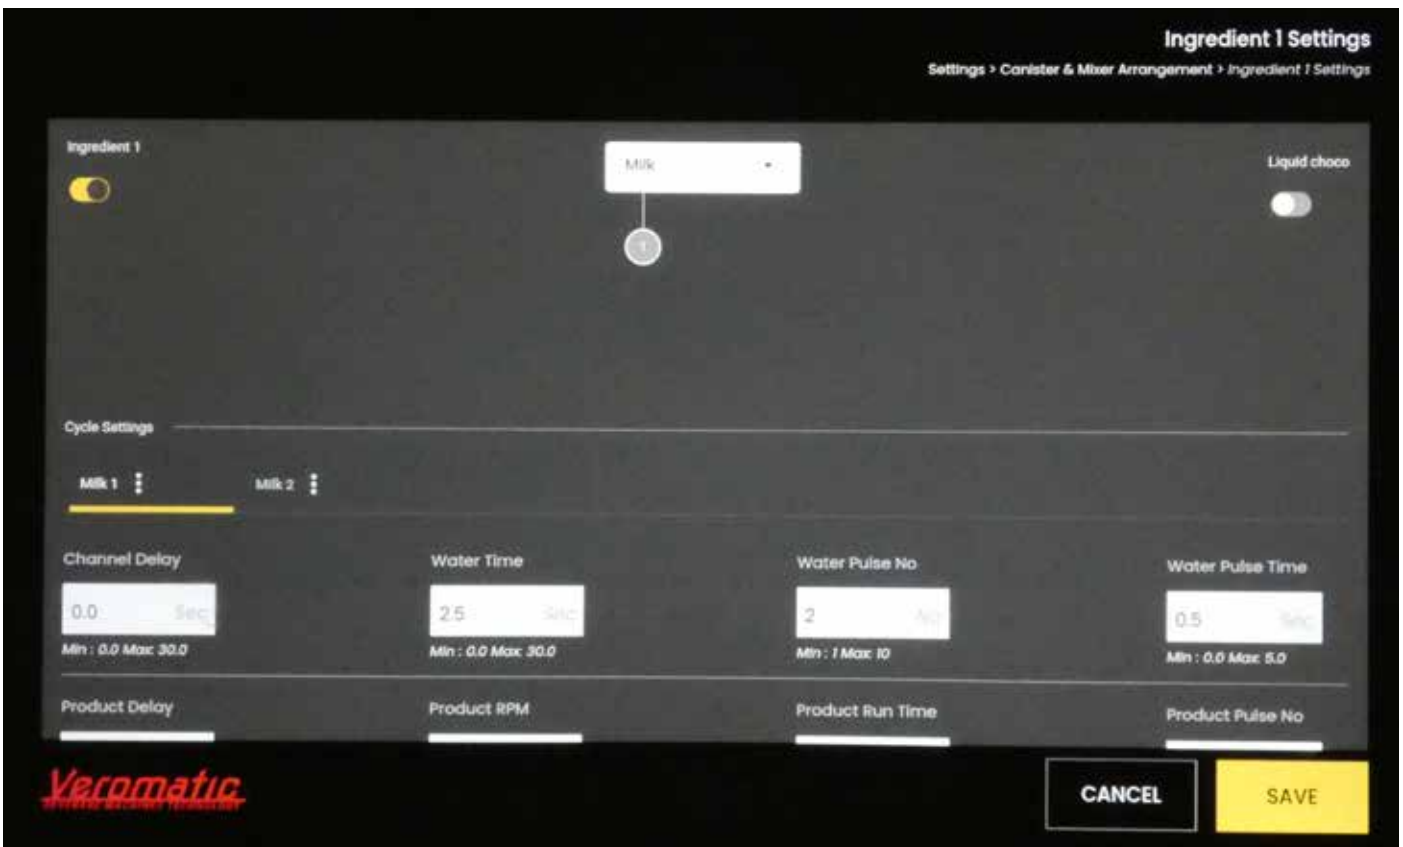 Ingredient 1 Settings
Settings > Canister & Mixer Arrangement > Ingredient 1 Settings
Ingredient 1
Milk
Liquid choco
1
Cycle Settings
Milk 1
Milk 2
Channel Delay
Water Time
Water Pulse No
Water Pulse Time
0.0 Sec
2.5 Sec
2 No
0.5 Sec
Min : 0.0 Max: 30.0
Min : 0.0 Max: 30.0
Min : 1 Max: 10
Min : 0.0 Max: 5.0
Product Delay
Product RPM
Product Run Time
Product Pulse No
Veromatic
CANCEL
SAVE